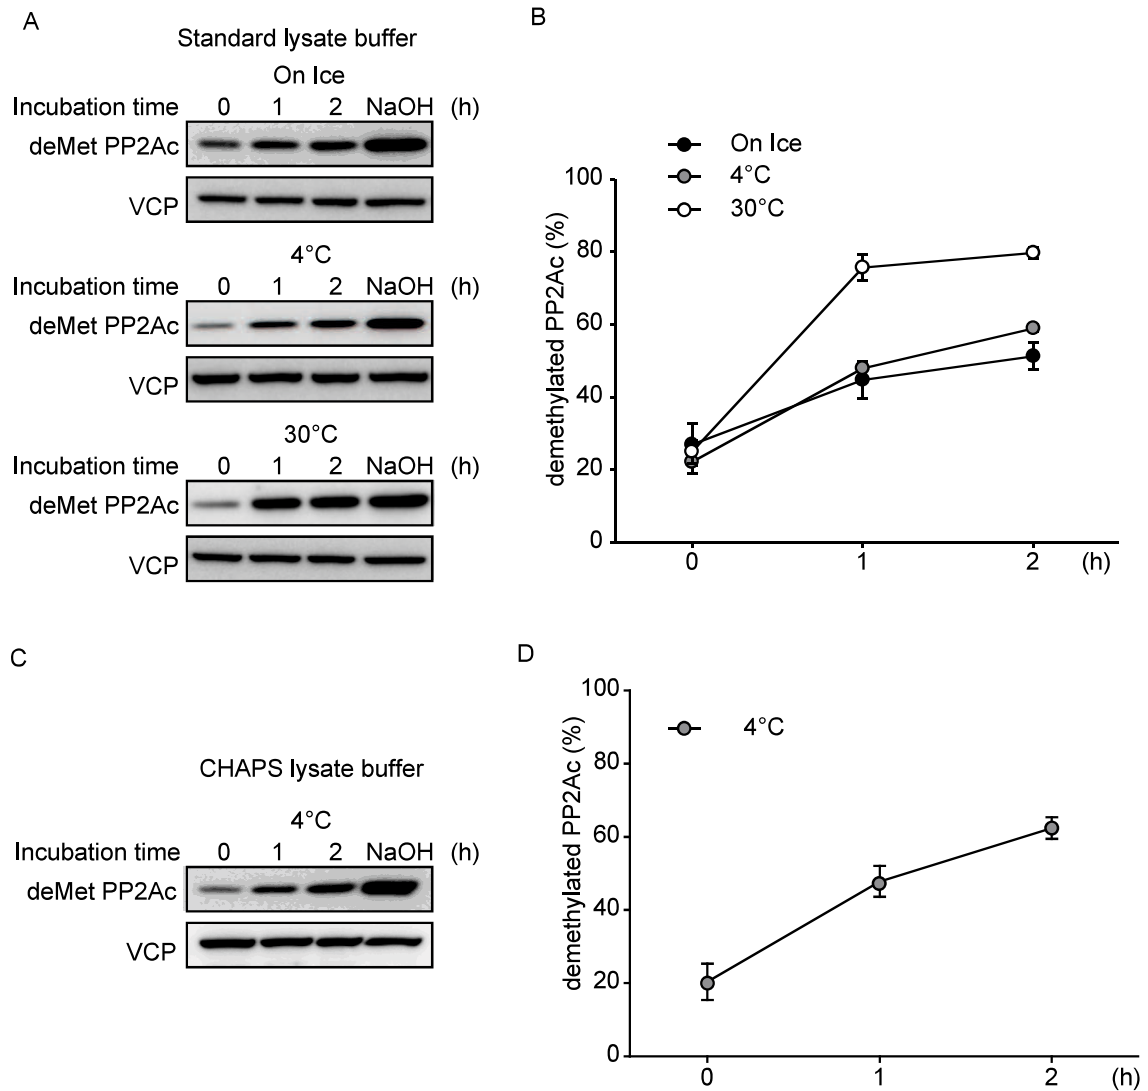 A
Standard lysate buffer
On Ice
Incubation time 0 1 2 NaOH (h)
deMet PP2Ac
VCP
4°C
Incubation time 0 1 2 NaOH (h)
deMet PP2Ac
VCP
30°C
Incubation time 0 1 2 NaOH (h)
deMet PP2Ac
VCP
B
On Ice
4°C
30°C
demethylated PP2Ac (%)
100
80
60
40
20
0
0 1 2 (h)
C
CHAPS lysate buffer
4°C
Incubation time 0 1 2 NaOH (h)
deMet PP2Ac
VCP
D
4°C
demethylated PP2Ac (%)
100
80
60
40
20
0
0 1 2 (h)